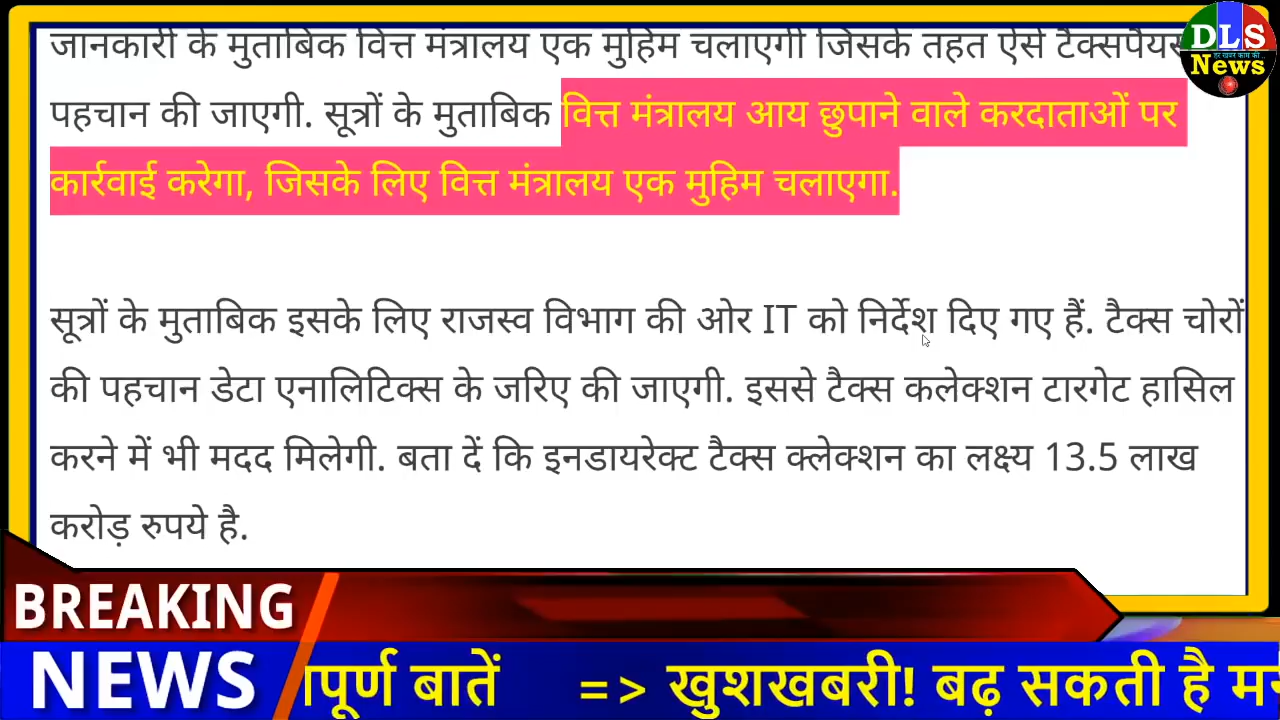 जानकारी के मुताबिक वित्त मंत्रालय एक मुहिम चलाएगी जिसके तहत ऐसे
पहचान की जाएगी. सूत्रों के मुताबिक वित्त मंत्रालय आय छुपाने वाले करदाताओं पर
कार्रवाई करेगा, जिसके लिए वित्त मंत्रालय एक मुहिम चलाएगा.
सूत्रों के मुताबिक इसके लिए राजस्व विभाग की ओर IT को निर्देश दिए गए हैं. टैक्स चोरों
की पहचान डेटा एनालिटिक्स के जरिए की जाएगी. इससे टैक्स कलेक्शन टारगेट हासिल
करने में भी मदद मिलेगी. बता दें कि इनडायरेक्ट टैक्स क्लेक्शन का लक्ष्य 13.5 लाख
करोड़ रुपये है.
DLS
हर खबर काम की..
News
BREAKING
NEWS
बातें => खुशखबरी! बढ़ सकती है